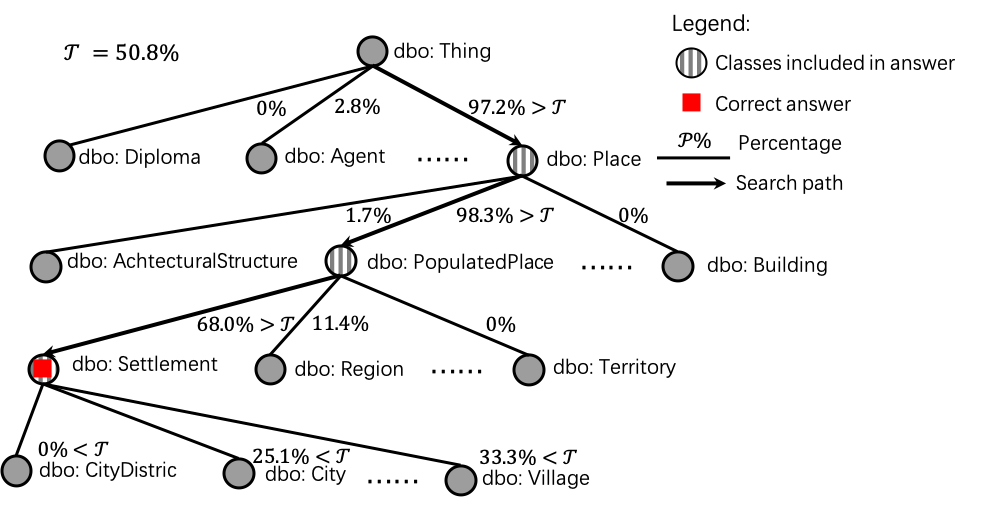 𝒯 = 50.8%
dbo: Thing
Legend:
Classes included in answer
Correct answer
𝒫% Percentage
Search path
0%
2.8%
97.2% > 𝒯
dbo: Diploma
dbo: Agent
......
dbo: Place
1.7%
98.3% > 𝒯
0%
dbo: AchtecturalStructure
dbo: PopulatedPlace
......
dbo: Building
68.0% > 𝒯
11.4%
0%
dbo: Settlement
dbo: Region
......
dbo: Territory
0% < 𝒯
25.1% < 𝒯
33.3% < 𝒯
dbo: CityDistric
dbo: City
......
dbo: Village